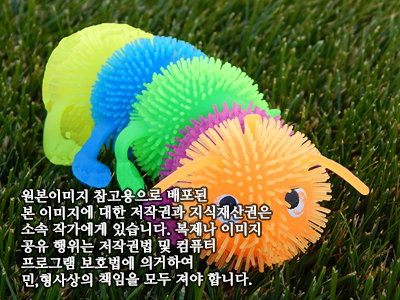 원본이미지 참고용으로 배포된
본 이미지에 대한 저작권과 지식재산권은
소속 작가에게 있습니다. 복제나 이미지
공유 행위는 저작권법 및 컴퓨터
프로그램 보호법에 의거하여
민,형사상의 책임을 모두 져야 합니다.